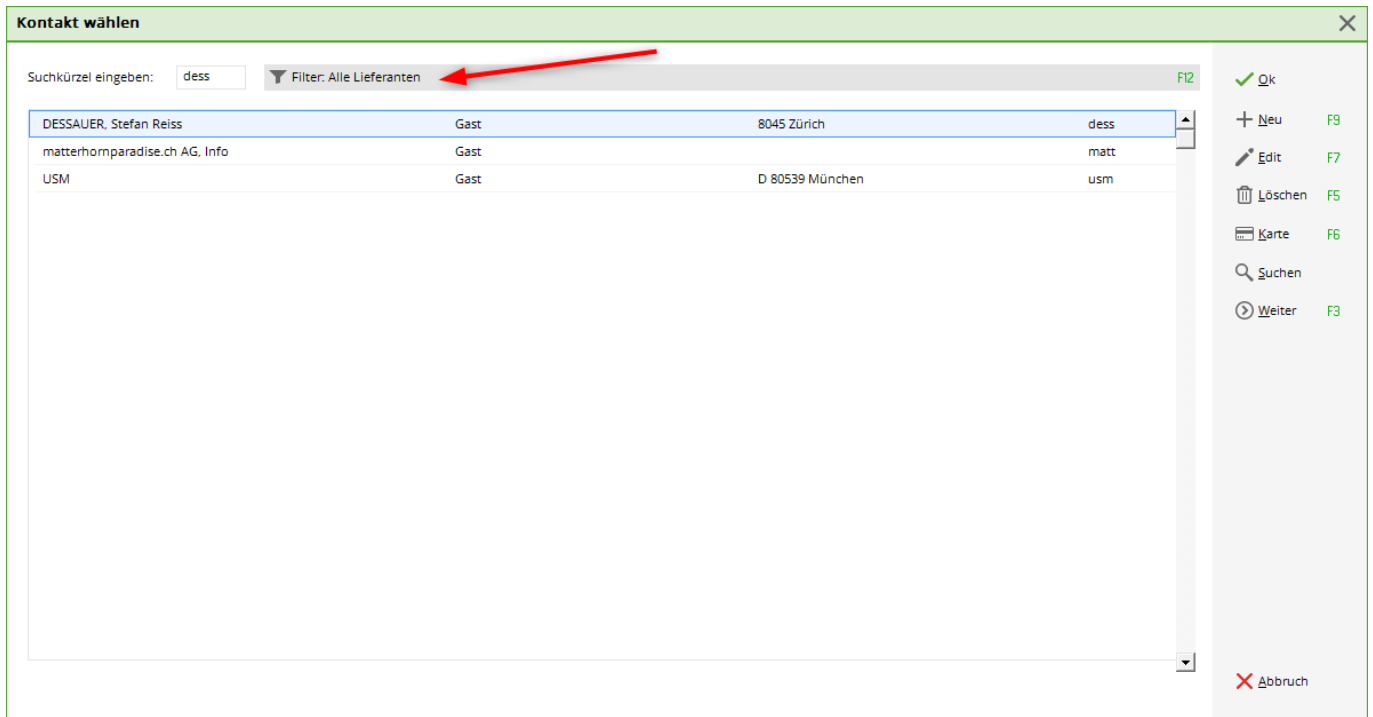 Kontakt wählen
Suchkürzel eingeben: dess Filter: Alle Lieferanten F12
DESSAUER, Stefan Reiss Gast 8045 Zürich dess
matterhornparadise.ch AG, Info Gast matt
USM Gast D 80539 München usm
Ok
Neu F9
Edit F7
Löschen F5
Karte F6
Suchen
Weiter F3
Abbruch